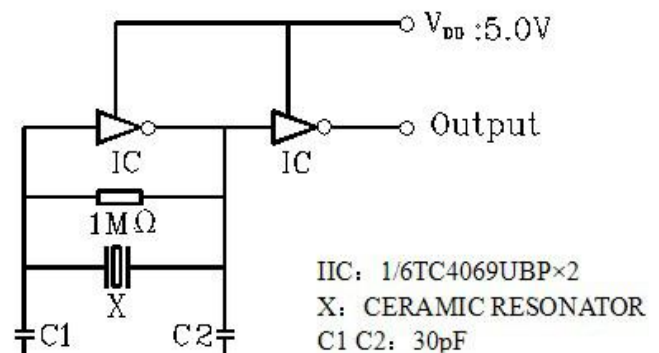 V_DD :5.0V
Output
IC
IC
1MΩ
X
C1
C2
IIC: 1/6TC4069UBP×2
X: CERAMIC RESONATOR
C1 C2: 30pF